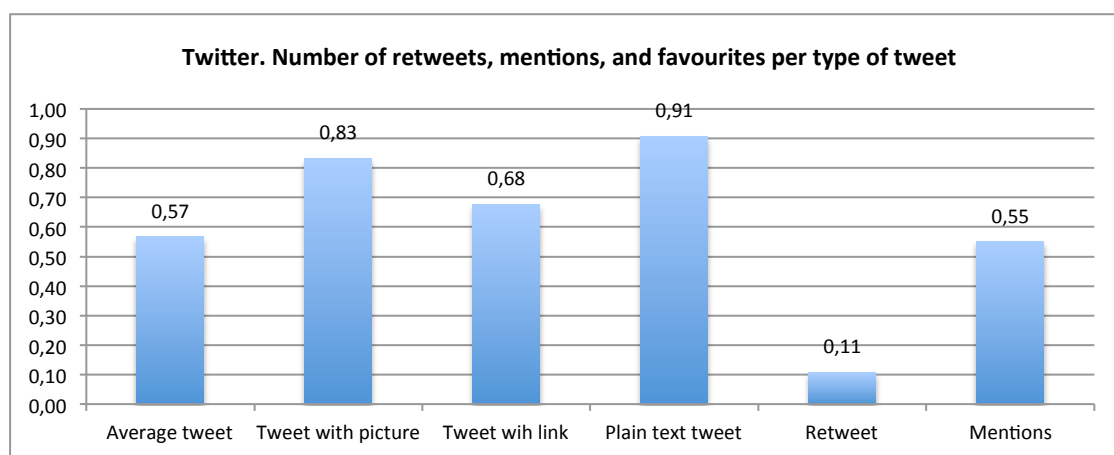 Twitter. Number of retweets, mentions, and favourites per type of tweet
1,00
0,90
0,80
0,70
0,60
0,50
0,40
0,30
0,20
0,10
0,00
0,57
0,83
0,68
0,91
0,11
0,55
Average tweet
Tweet with picture
Tweet wih link
Plain text tweet
Retweet
Mentions